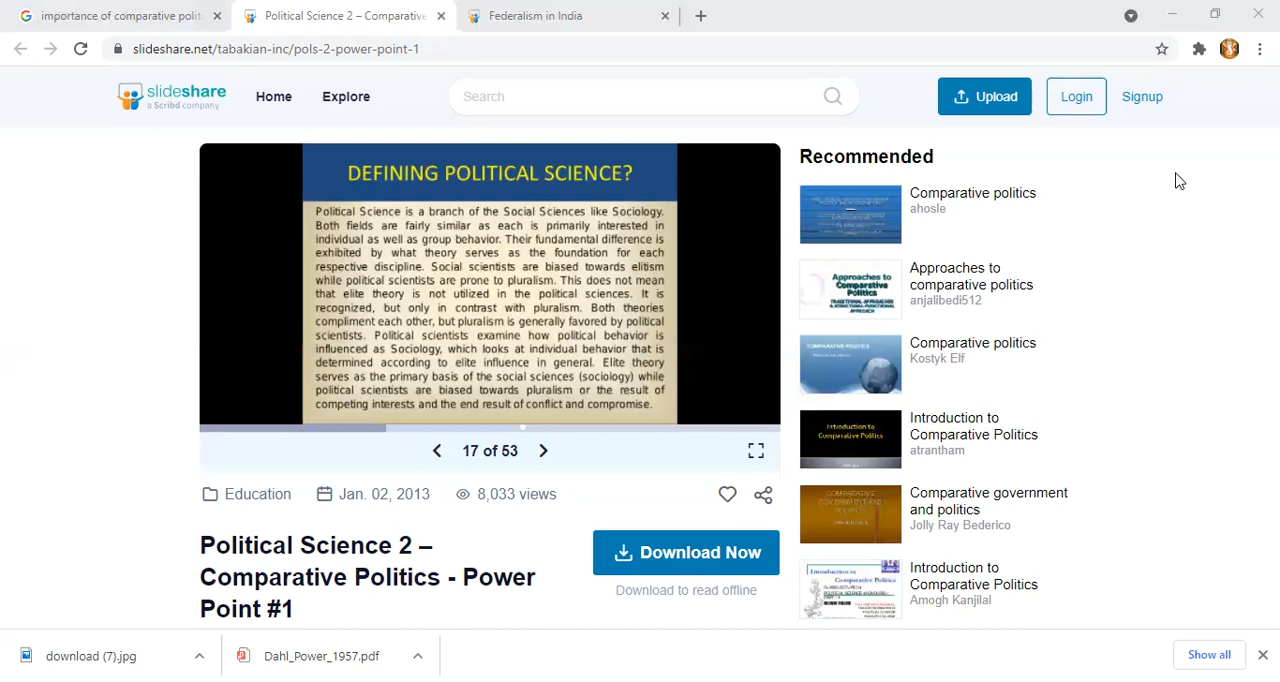 importance of comparative polit
Political Science 2 – Comparative
Federalism in India
slideshare.net/tabakian-inc/pols-2-power-point-1
slideshare
a Scribd company
Home
Explore
Search
Upload
Login
Signup
DEFINING POLITICAL SCIENCE?
Political Science is a branch of the Social Sciences like Sociology.
Both fields are fairly similar as each is primarily interested in
individual as well as group behavior. Their fundamental difference is
exhibited by what theory serves as the foundation for each
respective discipline. Social scientists are biased towards elitism
while political scientists are prone to pluralism. This does not mean
that elite theory is not utilized in the political sciences. It is
recognized, but only in contrast with pluralism. Both theories
compliment each other, but pluralism is generally favored by political
scientists. Political scientists examine how political behavior is
influenced as Sociology, which looks at individual behavior that is
determined according to elite influence in general. Elite theory
serves as the primary basis of the social sciences (sociology) while
political scientists are biased towards pluralism or the result of
competing interests and the end result of conflict and compromise.
17 of 53
Education
Jan. 02, 2013
8,033 views
Political Science 2 –
Comparative Politics - Power
Point #1
Download Now
Download to read offline
Recommended
Comparative politics
ahosle
Approaches to
Comparative
Politics
Approaches to
comparative politics
anjalibedi512
Comparative politics
Kostyk Elf
Introduction to
Comparative Politics
Introduction to
Comparative Politics
atrantham
Comparative government
and politics
Jolly Ray Bederico
Introduction to
Comparative Politics
Introduction to
Comparative Politics
Amogh Kanjilal
download (7).jpg
Dahl_Power_1957.pdf
Show all